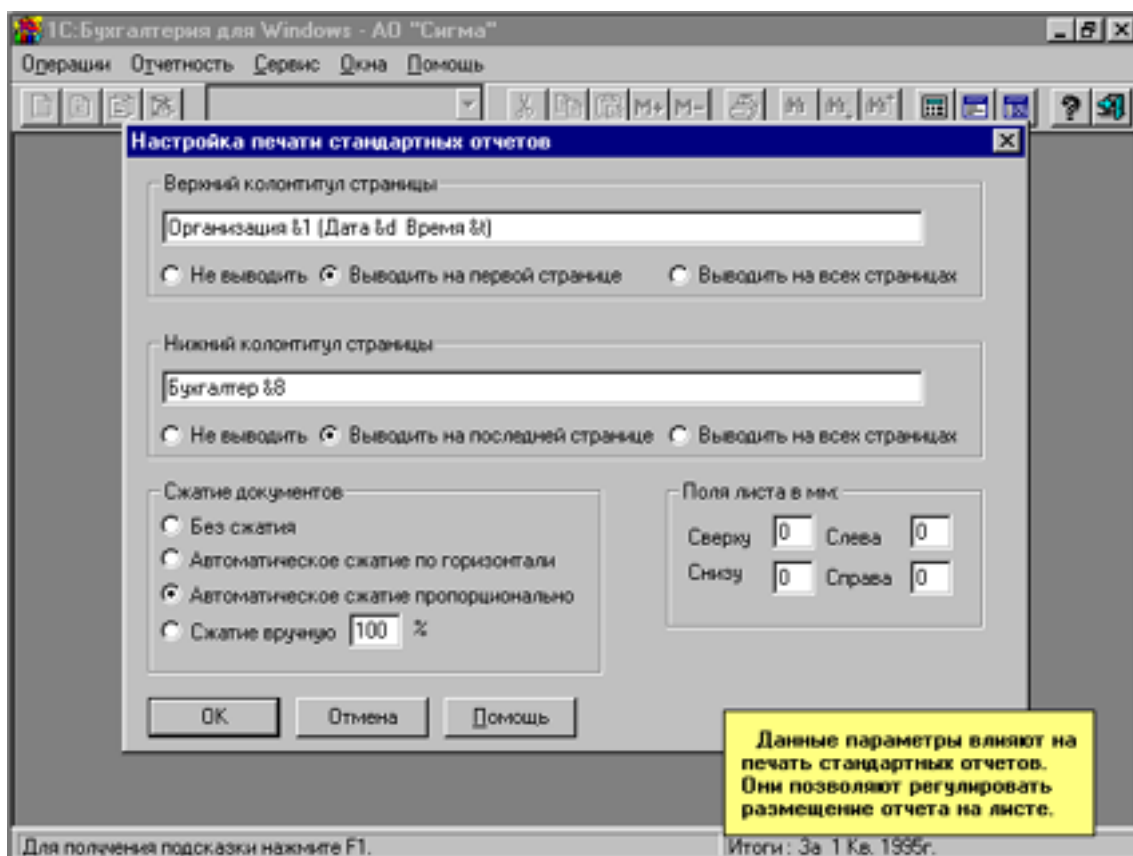 1С:Бухгалтерия для Windows - АО "Сигма"
Операции Отчетность Сервис Окна Помощь
M+ M-
Настройка печати стандартных отчетов
Верхний колонтитул страницы
Организация &1 (Дата &d Время &t)
Не выводить Выводить на первой странице Выводить на всех страницах
Нижний колонтитул страницы
Бухгалтер &8
Не выводить Выводить на последней странице Выводить на всех страницах
Сжатие документов
Без сжатия
Автоматическое сжатие по горизонтали
Автоматическое сжатие пропорционально
Сжатие вручную 100 %
Поля листа в мм:
Сверху 0 Слева 0
Снизу 0 Справа 0
OK Отмена Помощь
Данные параметры влияют на
печать стандартных отчетов.
Они позволяют регулировать
размещение отчета на листе.
Для получения подсказки нажмите F1. Итоги : За 1 Кв. 1995г.